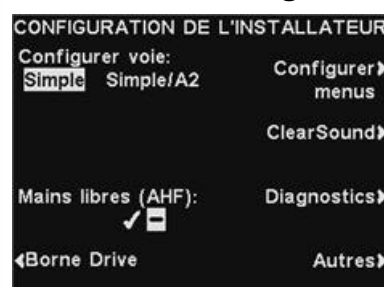 CONFIGURATION DE L'INSTALLATEUR
Configurer voie:
Simple Simple/A2
Configurer
menus
ClearSound
Mains libres (AHF):
Diagnostics
Borne Drive
Autres